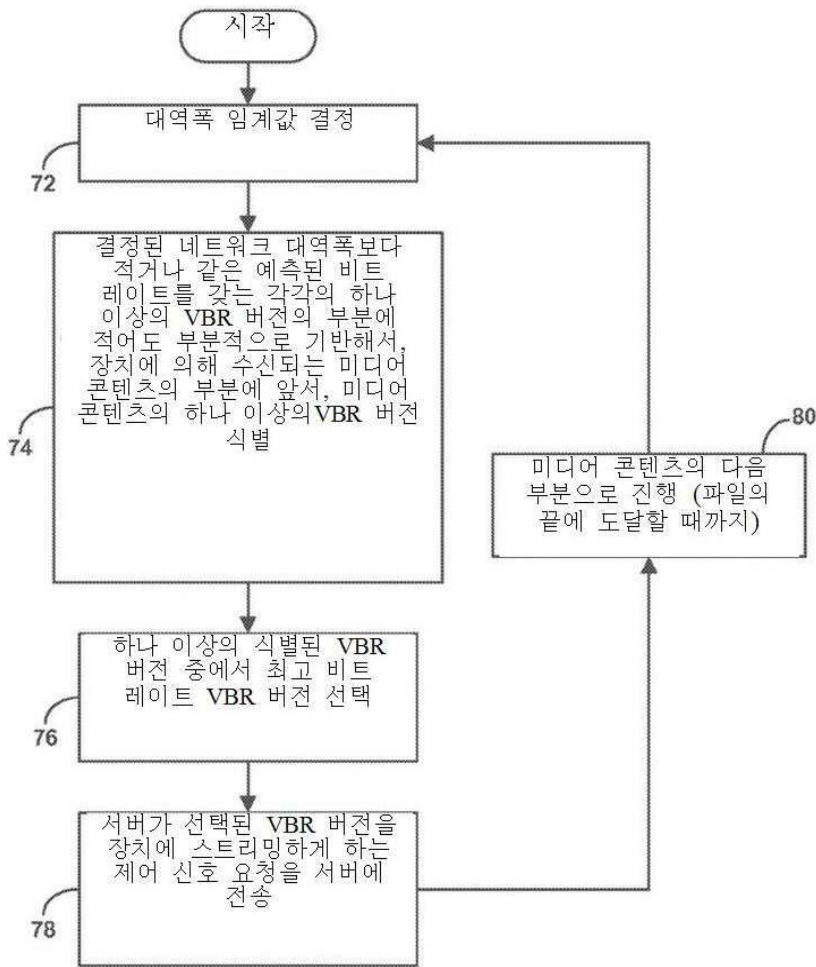 시작
대역폭 임계값 결정
72
결정된 네트워크 대역폭보다
적거나 같은 예측된 비트
레이트를 갖는 각각의 하나
이상의 VBR 버전의 부분에
적어도 부분적으로 기반해서,
장치에 의해 수신되는 미디어
콘텐츠의 부분에 앞서, 미디어
콘텐츠의 하나 이상의 VBR 버전
식별
74
하나 이상의 식별된 VBR
버전 중에서 최고 비트
레이트 VBR 버전 선택
76
서버가 선택된 VBR 버전을
장치에 스트리밍하게 하는
제어 신호 요청을 서버에
전송
78
80
미디어 콘텐츠의 다음
부분으로 진행 (파일의
끝에 도달할 때까지)